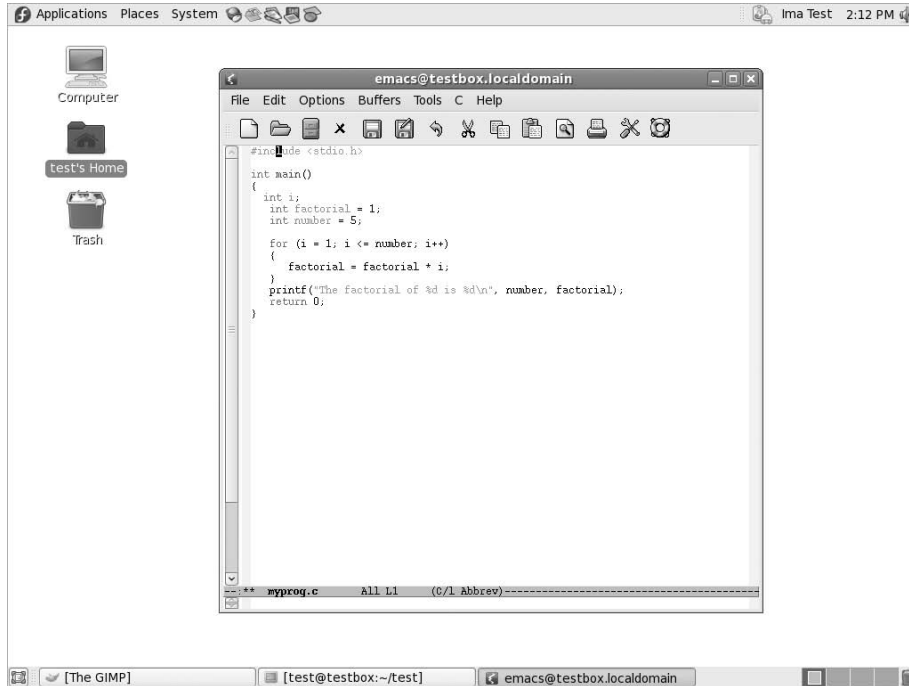 Applications Places System Ima Test 2:12 PM
Computer
test's Home
Trash
emacs@testbox.localdomain
File Edit Options Buffers Tools C Help
#include <stdio.h>
int main()
{
int i;
int factorial = 1;
int number = 5;
for (i = 1; i <= number; i++)
{
factorial = factorial * i;
}
printf("The factorial of %d is %d\n", number, factorial);
return 0;
}
--:** myprog.c All L1 (C/l Abbrev)--------------------------------------------
[The GIMP] [test@testbox:~/test] emacs@testbox.localdomain